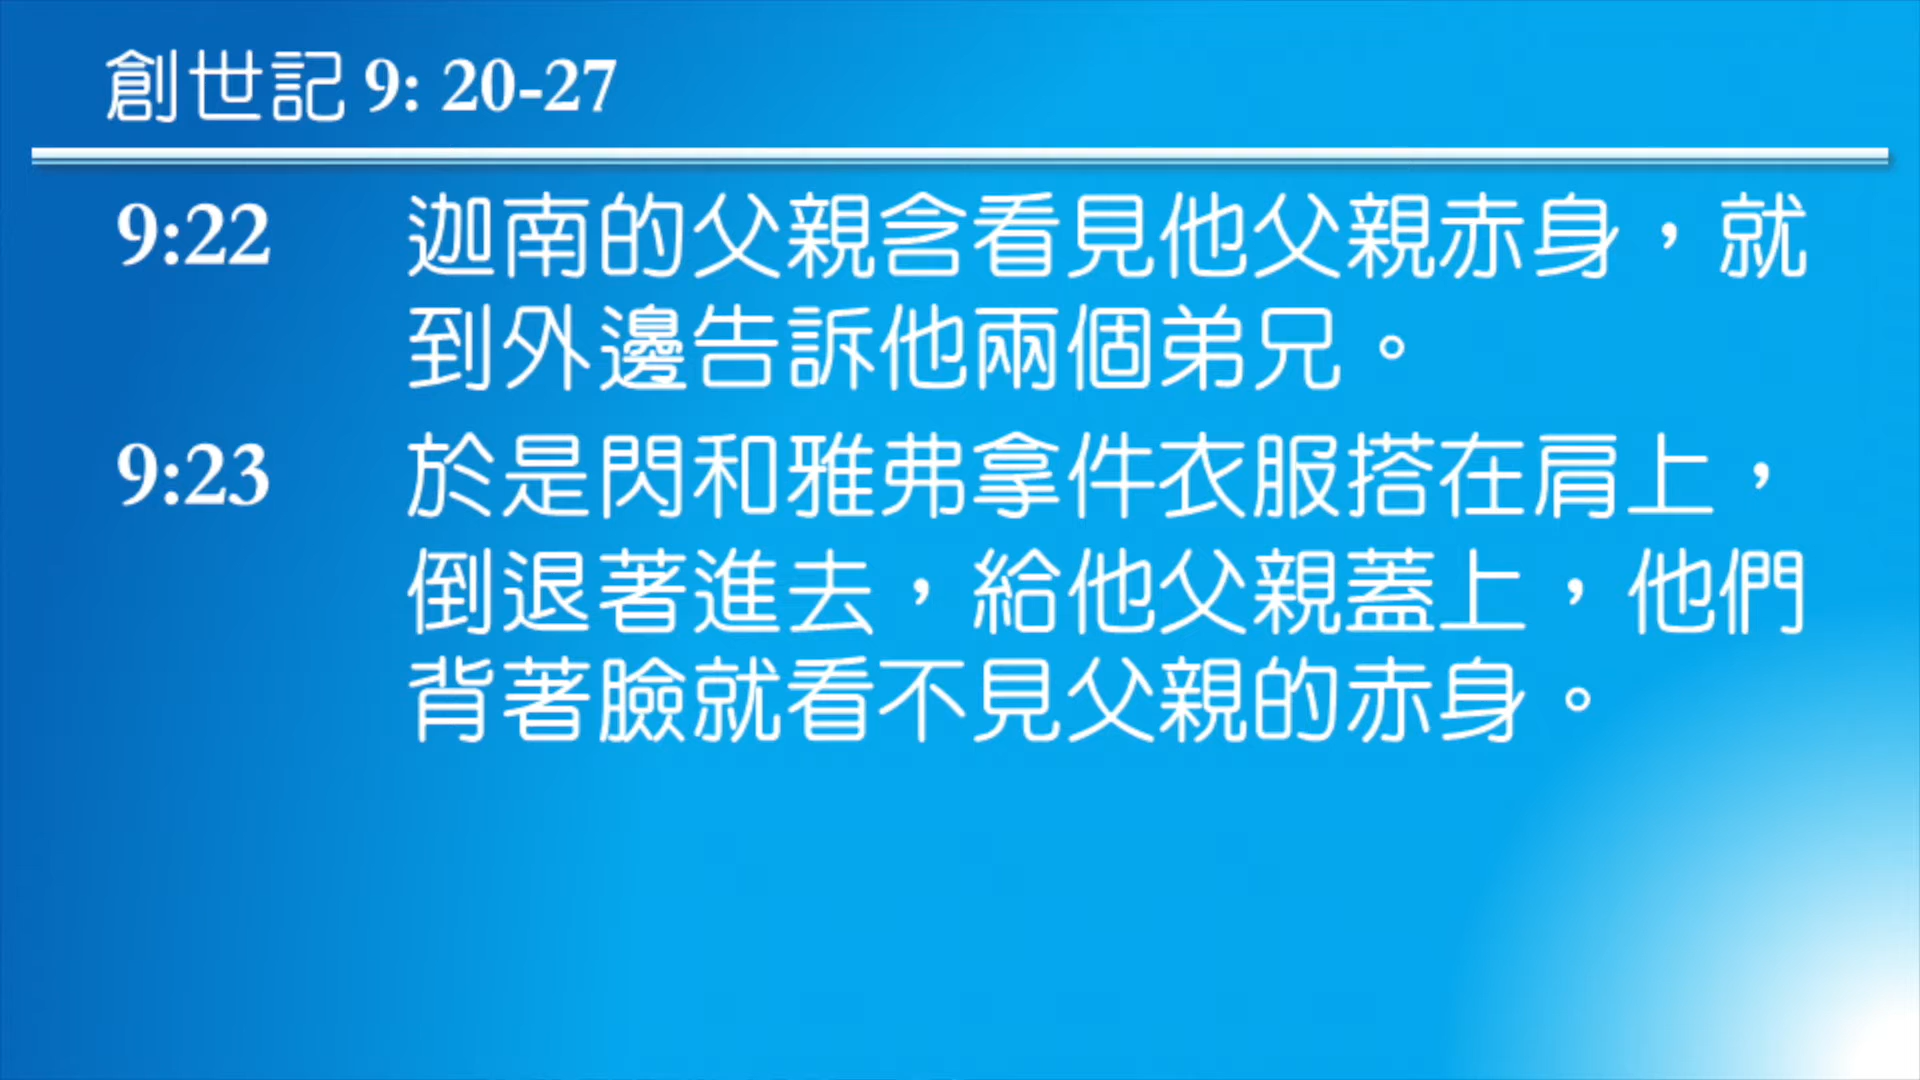 創世記 9: 20-27
9:22 迦南的父親含看見他父親赤身，就
到外邊告訴他兩個弟兄。
9:23 於是閃和雅弗拿件衣服搭在肩上，
倒退著進去，給他父親蓋上，他們
背著臉就看不見父親的赤身。